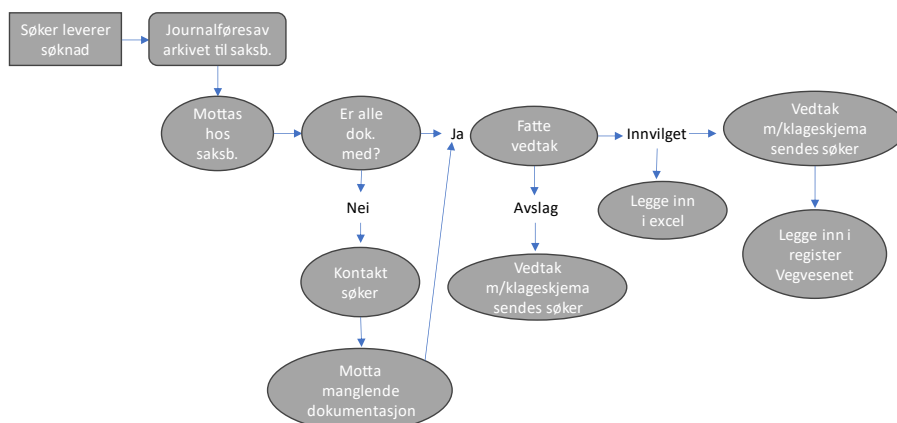 Søker leverer
søknad
Journalføres av
arkivet til saksb.
Mottas
hos
saksb.
Er alle
dok.
med?
Ja
Fatte
vedtak
Innvilget
Vedtak
m/klageskjema
sendes søker
Nei
Avslag
Legge inn
i excel
Legge inn i
register
Vegvesenet
Kontakt
søker
Vedtak
m/klageskjema
sendes søker
Motta
manglende
dokumentasjon